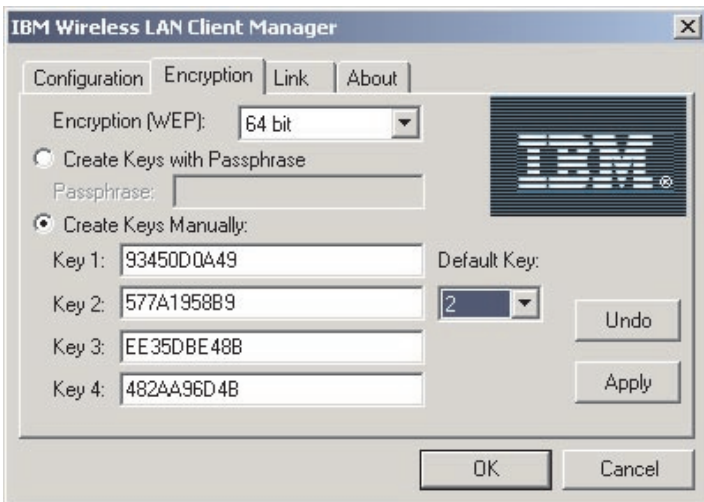 IBM Wireless LAN Client Manager
Configuration Encryption Link About
Encryption (WEP): 64 bit
IBM®
Create Keys with Passphrase
Passphrase:
Create Keys Manually:
Key 1: 93450D0A49 Default Key:
Key 2: 577A1958B9 2
Undo
Key 3: EE35DBE48B
Key 4: 482AA96D4B Apply
OK Cancel